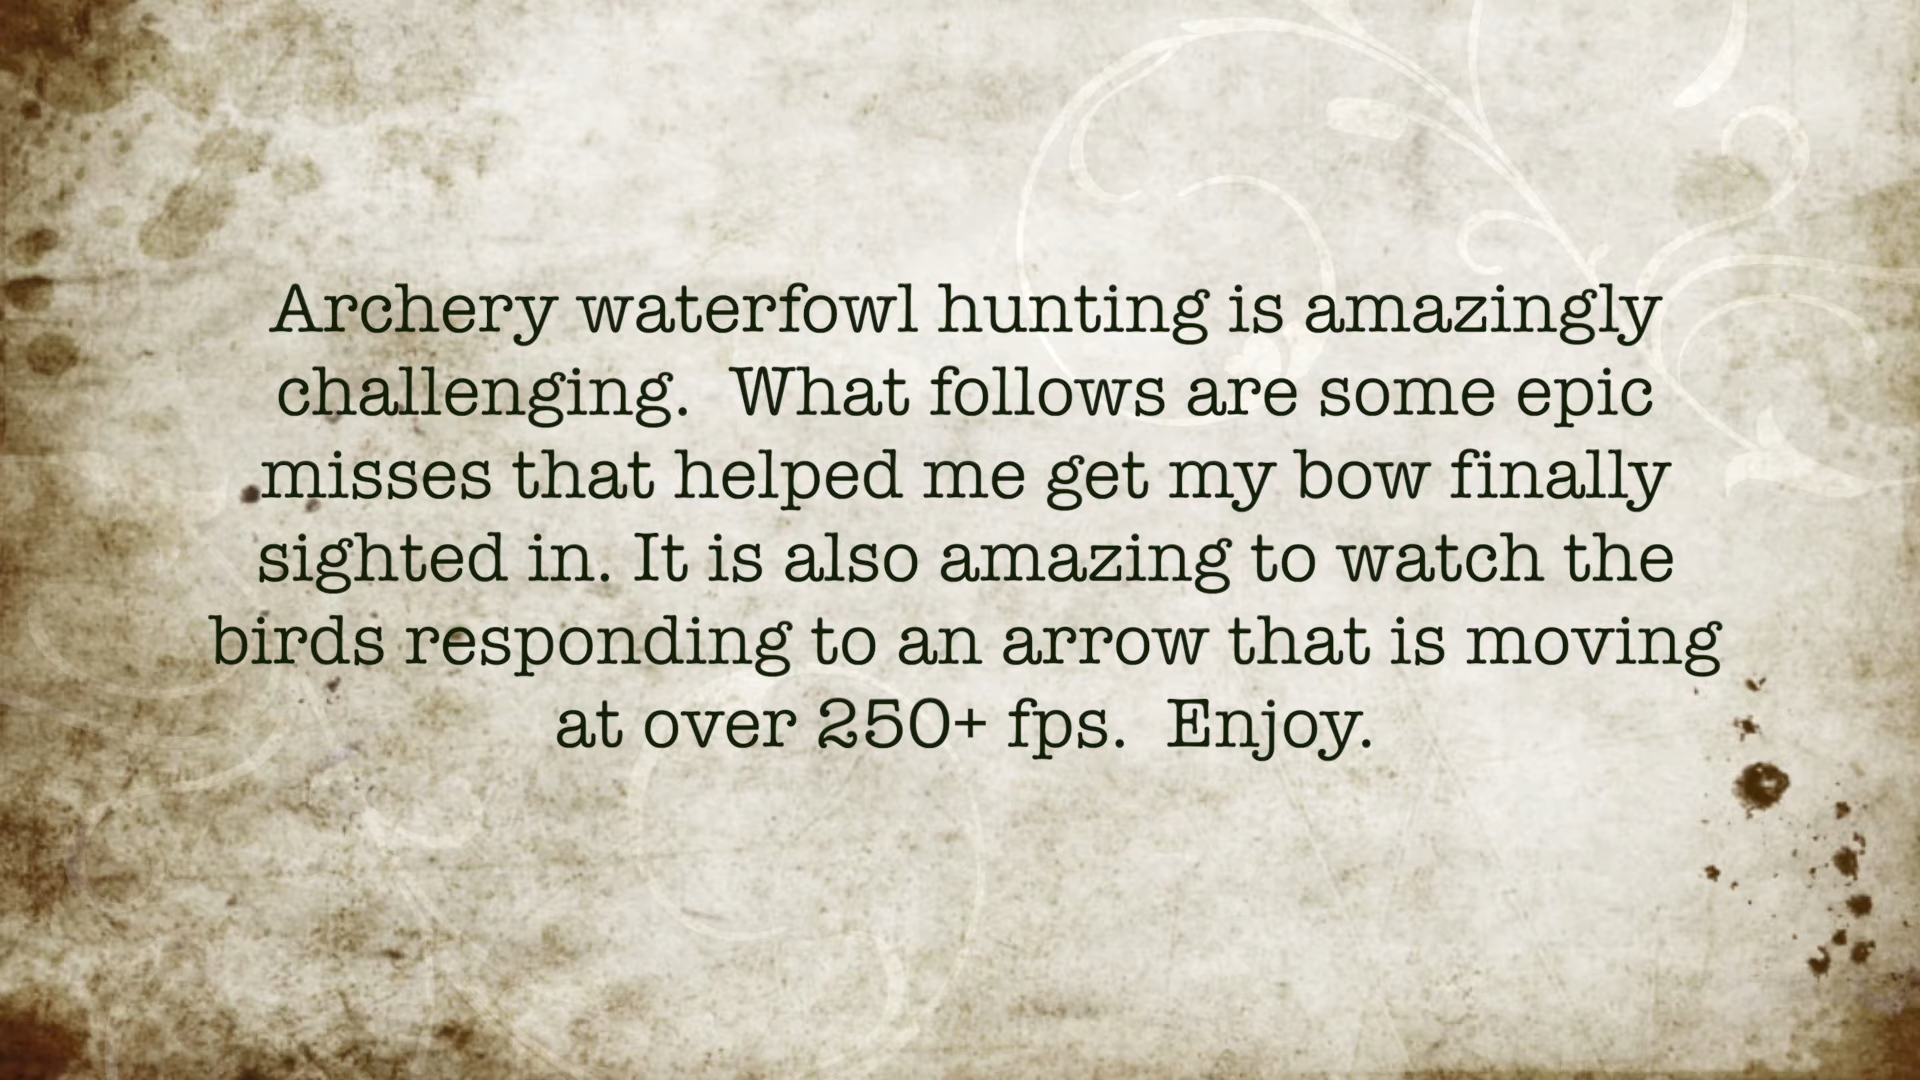 Archery waterfowl hunting is amazingly
challenging.  What follows are some epic
misses that helped me get my bow finally
sighted in. It is also amazing to watch the
birds responding to an arrow that is moving
at over 250+ fps.  Enjoy.